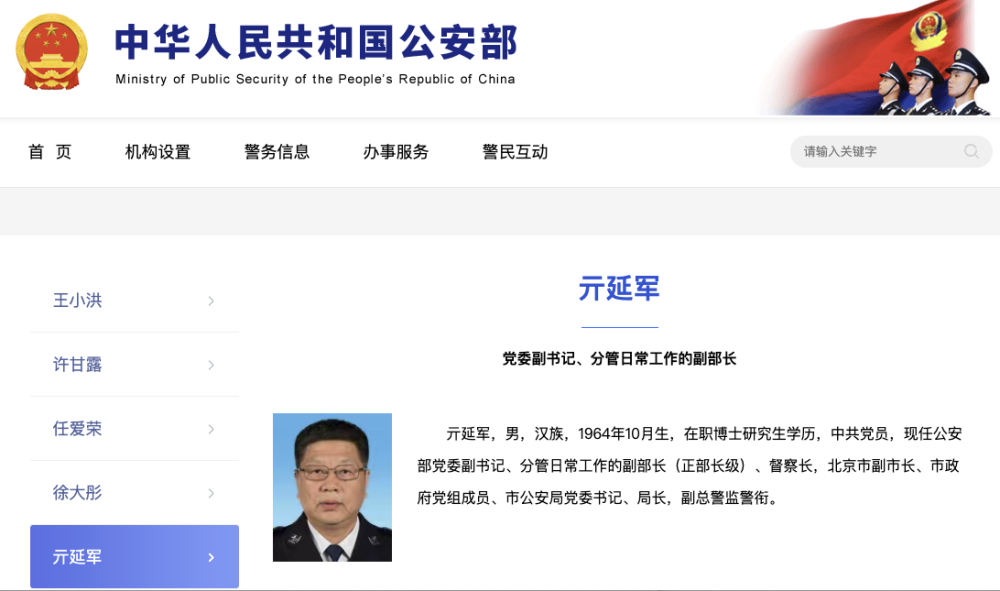 中华人民共和国公安部
Ministry of Public Security of the People's Republic of China
首 页
机构设置
警务信息
办事服务
警民互动
请输入关键字
王小洪
许甘露
任爱荣
徐大彤
亓延军
亓延军
党委副书记、分管日常工作的副部长
亓延军，男，汉族，1964年10月生，在职博士研究生学历，中共党员，现任公安
部党委副书记、分管日常工作的副部长（正部长级）、督察长，北京市副市长、市政
府党组成员、市公安局党委书记、局长，副总警监警衔。